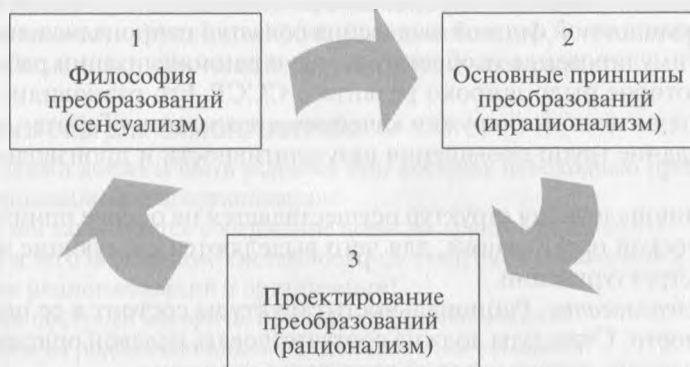 1
Философия
преобразований
(сенсуализм)
2
Основные принципы
преобразований
(иррационализм)
3
Проектирование
преобразований
(рационализм)